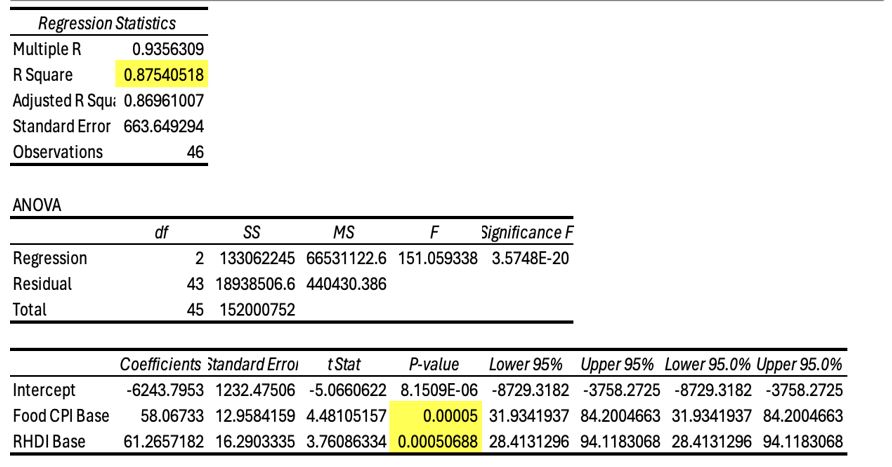 Regression Statistics
Multiple R 0.9356309
R Square 0.87540518
Adjusted R Squ 0.86961007
Standard Error 663.649294
Observations 46
ANOVA
df SS MS F Significance F
Regression 2 133062245 66531122.6 151.059338 3.5748E-20
Residual 43 18938506.6 440430.386
Total 45 152000752
Coefficients Standard Error t Stat P-value Lower 95% Upper 95% Lower 95.0% Upper 95.0%
Intercept -6243.7953 1232.47506 -5.0660622 8.1509E-06 -8729.3182 -3758.2725 -8729.3182 -3758.2725
Food CPI Base 58.06733 12.9584159 4.48105157 0.00005 31.9341937 84.2004663 31.9341937 84.2004663
RHDI Base 61.2657182 16.2903335 3.76086334 0.00050688 28.4131296 94.1183068 28.4131296 94.1183068